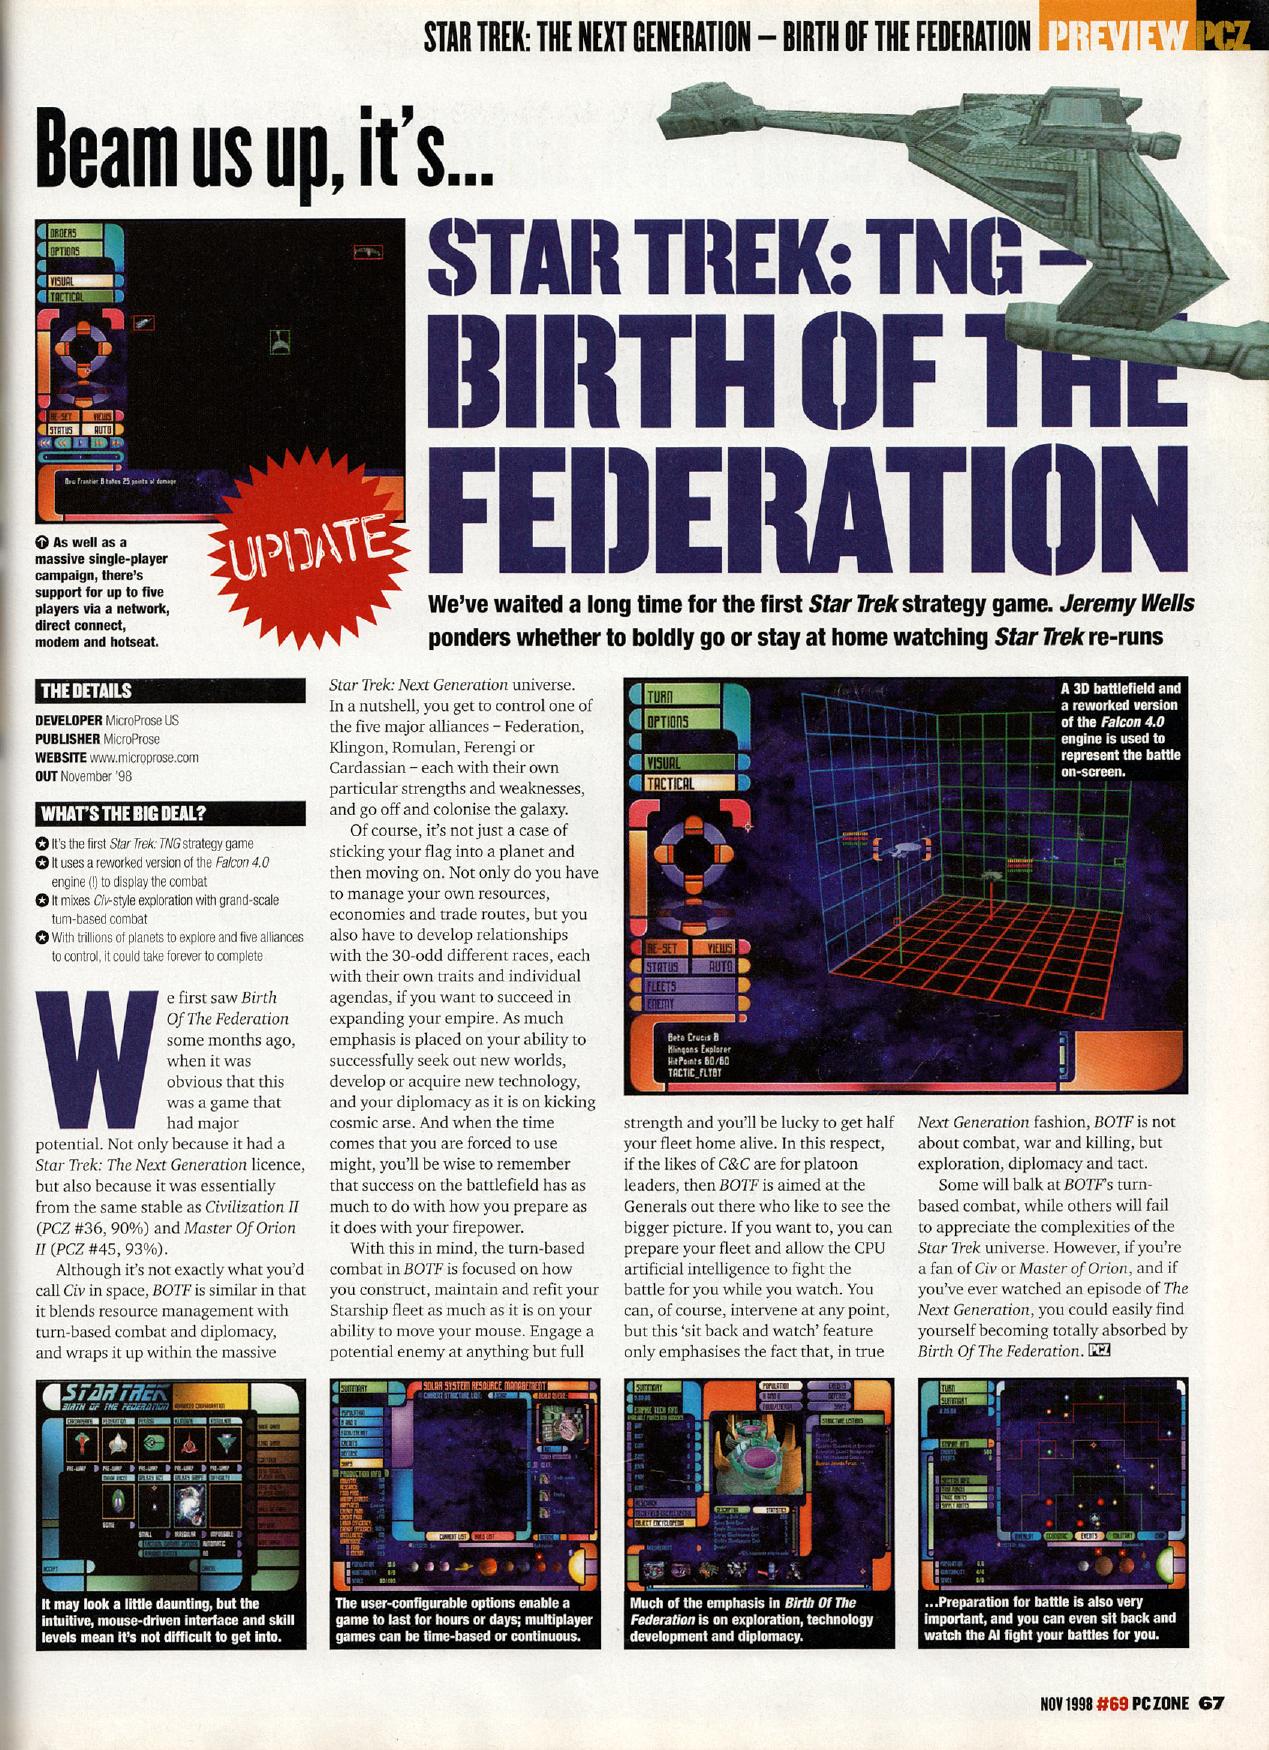 STAR TREK: THE NEXT GENERATION – BIRTH OF THE FEDERATION PREVIEW PCZ
Beam us up, it's...
STAR TREK: TNG –
BIRTH OF THE
FEDERATION
We've waited a long time for the first Star Trek strategy game. Jeremy Wells
ponders whether to boldly go or stay at home watching Star Trek re-runs
ORDERS
OPTIONS
VISUAL
TACTICAL
RE-SET VIEWS
STATUS AUTO
New Frontier B takes 25 points of damage
UPDATE
As well as a
massive single-player
campaign, there's
support for up to five
players via a network,
direct connect,
modem and hotseat.
THE DETAILS
DEVELOPER MicroProse US
PUBLISHER MicroProse
WEBSITE www.microprose.com
OUT November '98
WHAT'S THE BIG DEAL?
It's the first Star Trek: TNG strategy game
It uses a reworked version of the Falcon 4.0
engine (!) to display the combat
It mixes Civ-style exploration with grand-scale
turn-based combat
With trillions of planets to explore and five alliances
to control, it could take forever to complete
We first saw Birth
Of The Federation
some months ago,
when it was
obvious that this
was a game that
had major
potential. Not only because it had a
Star Trek: The Next Generation licence,
but also because it was essentially
from the same stable as Civilization II
(PCZ #36, 90%) and Master Of Orion
II (PCZ #45, 93%).
Although it's not exactly what you'd
call Civ in space, BOTF is similar in that
it blends resource management with
turn-based combat and diplomacy,
and wraps it up within the massive
Star Trek: Next Generation universe.
In a nutshell, you get to control one of
the five major alliances – Federation,
Klingon, Romulan, Ferengi or
Cardassian – each with their own
particular strengths and weaknesses,
and go off and colonise the galaxy.
Of course, it's not just a case of
sticking your flag into a planet and
then moving on. Not only do you have
to manage your own resources,
economies and trade routes, but you
also have to develop relationships
with the 30-odd different races, each
with their own traits and individual
agendas, if you want to succeed in
expanding your empire. As much
emphasis is placed on your ability to
successfully seek out new worlds,
develop or acquire new technology,
and your diplomacy as it is on kicking
cosmic arse. And when the time
comes that you are forced to use
might, you'll be wise to remember
that success on the battlefield has as
much to do with how you prepare as
it does with your firepower.
With this in mind, the turn-based
combat in BOTF is focused on how
you construct, maintain and refit your
Starship fleet as much as it is on your
ability to move your mouse. Engage a
potential enemy at anything but full
TURN
OPTIONS
VISUAL
TACTICAL
RE-SET VIEWS
STATUS AUTO
FLEETS
ENEMY
Beta Crucis B
Klingons Explorer
HitPoints 60/60
TACTIC_FLYBY
A 3D battlefield and
a reworked version
of the Falcon 4.0
engine is used to
represent the battle
on-screen.
strength and you'll be lucky to get half
your fleet home alive. In this respect,
if the likes of C&C are for platoon
leaders, then BOTF is aimed at the
Generals out there who like to see the
bigger picture. If you want to, you can
prepare your fleet and allow the CPU
artificial intelligence to fight the
battle for you while you watch. You
can, of course, intervene at any point,
but this 'sit back and watch' feature
only emphasises the fact that, in true
Next Generation fashion, BOTF is not
about combat, war and killing, but
exploration, diplomacy and tact.
Some will balk at BOTF's turn-
based combat, while others will fail
to appreciate the complexities of the
Star Trek universe. However, if you're
a fan of Civ or Master of Orion, and if
you've ever watched an episode of The
Next Generation, you could easily find
yourself becoming totally absorbed by
Birth Of The Federation. PCZ
STAR TREK
BIRTH OF THE FEDERATION
It may look a little daunting, but the
intuitive, mouse-driven interface and skill
levels mean it's not difficult to get into.
SUMMARY
SOLAR SYSTEM RESOURCE MANAGEMENT
The user-configurable options enable a
game to last for hours or days; multiplayer
games can be time-based or continuous.
SUMMARY
Much of the emphasis in Birth Of The
Federation is on exploration, technology
development and diplomacy.
TURN
SUMMARY
...Preparation for battle is also very
important, and you can even sit back and
watch the AI fight your battles for you.
NOV 1998 #69 PC ZONE 67